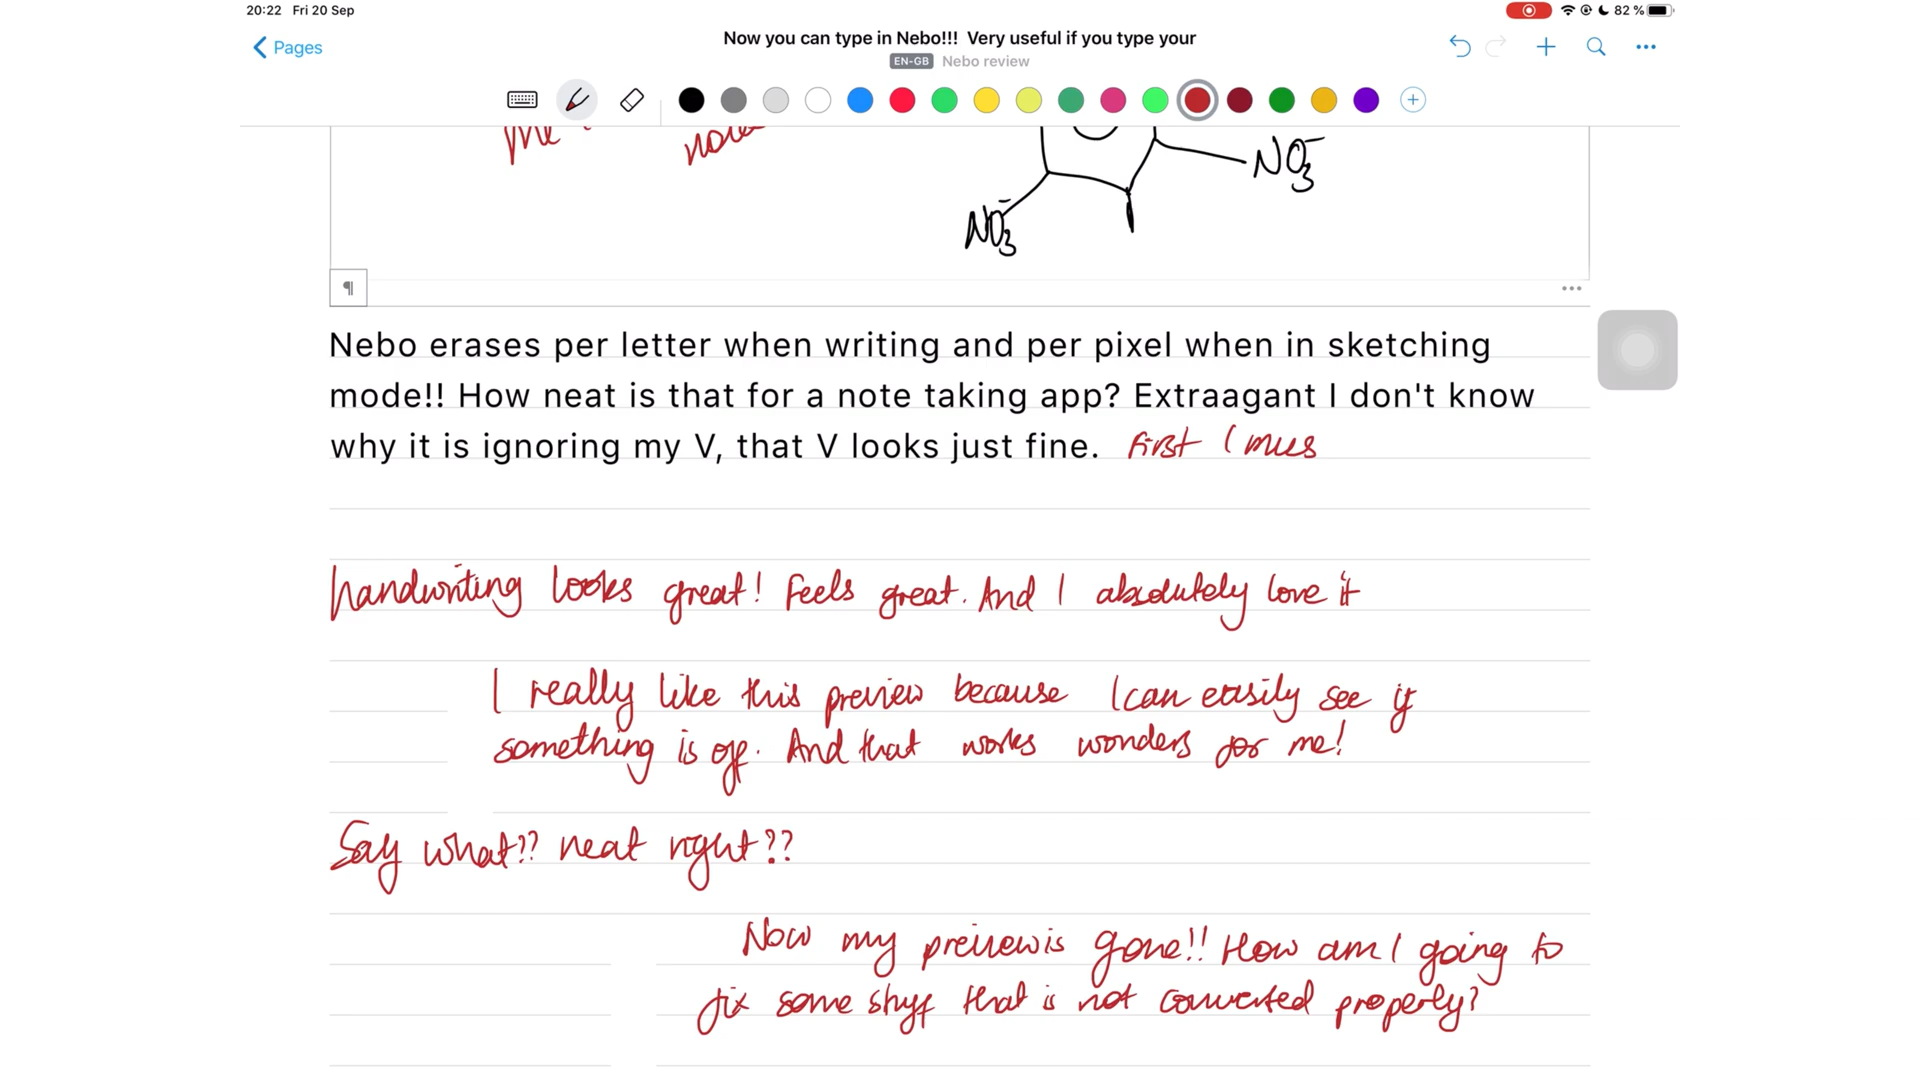 20:22 Fri 20 Sep
82 %
Pages
Now you can type in Nebo!!! Very useful if you type your
EN-GB Nebo review
me
NO3-
NO3-
¶
Nebo erases per letter when writing and per pixel when in sketching
mode!! How neat is that for a note taking app? Extraagant I don't know
why it is ignoring my V, that V looks just fine. First I mus
handwriting looks great! Feels great. And I absolutely love it
I really like this preview because I can easily see if
something is off. And that works wonders for me!
Say what?? neat right??
Now my preview is gone!! How am I going to
fix some stuff that is not converted properly?